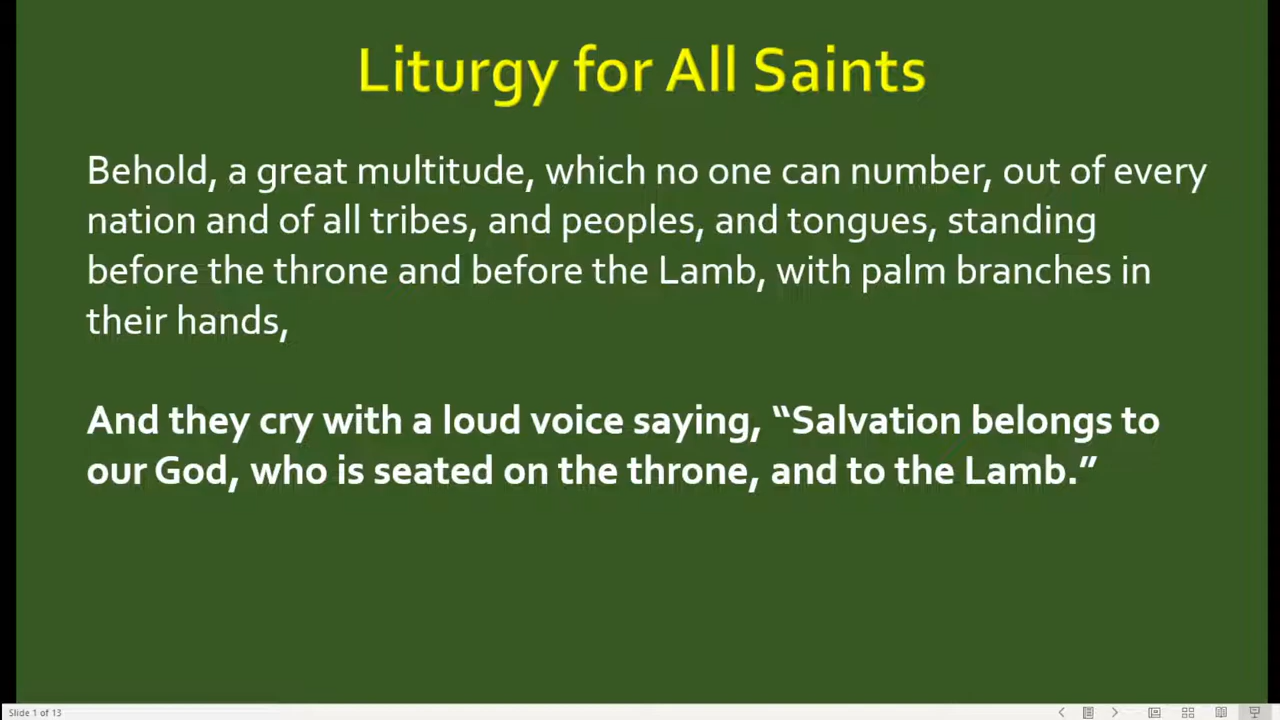 Liturgy for All Saints
Behold, a great multitude, which no one can number, out of every
nation and of all tribes, and peoples, and tongues, standing
before the throne and before the Lamb, with palm branches in
their hands,
And they cry with a loud voice saying, “Salvation belongs to
our God, who is seated on the throne, and to the Lamb.”
Slide 1 of 13